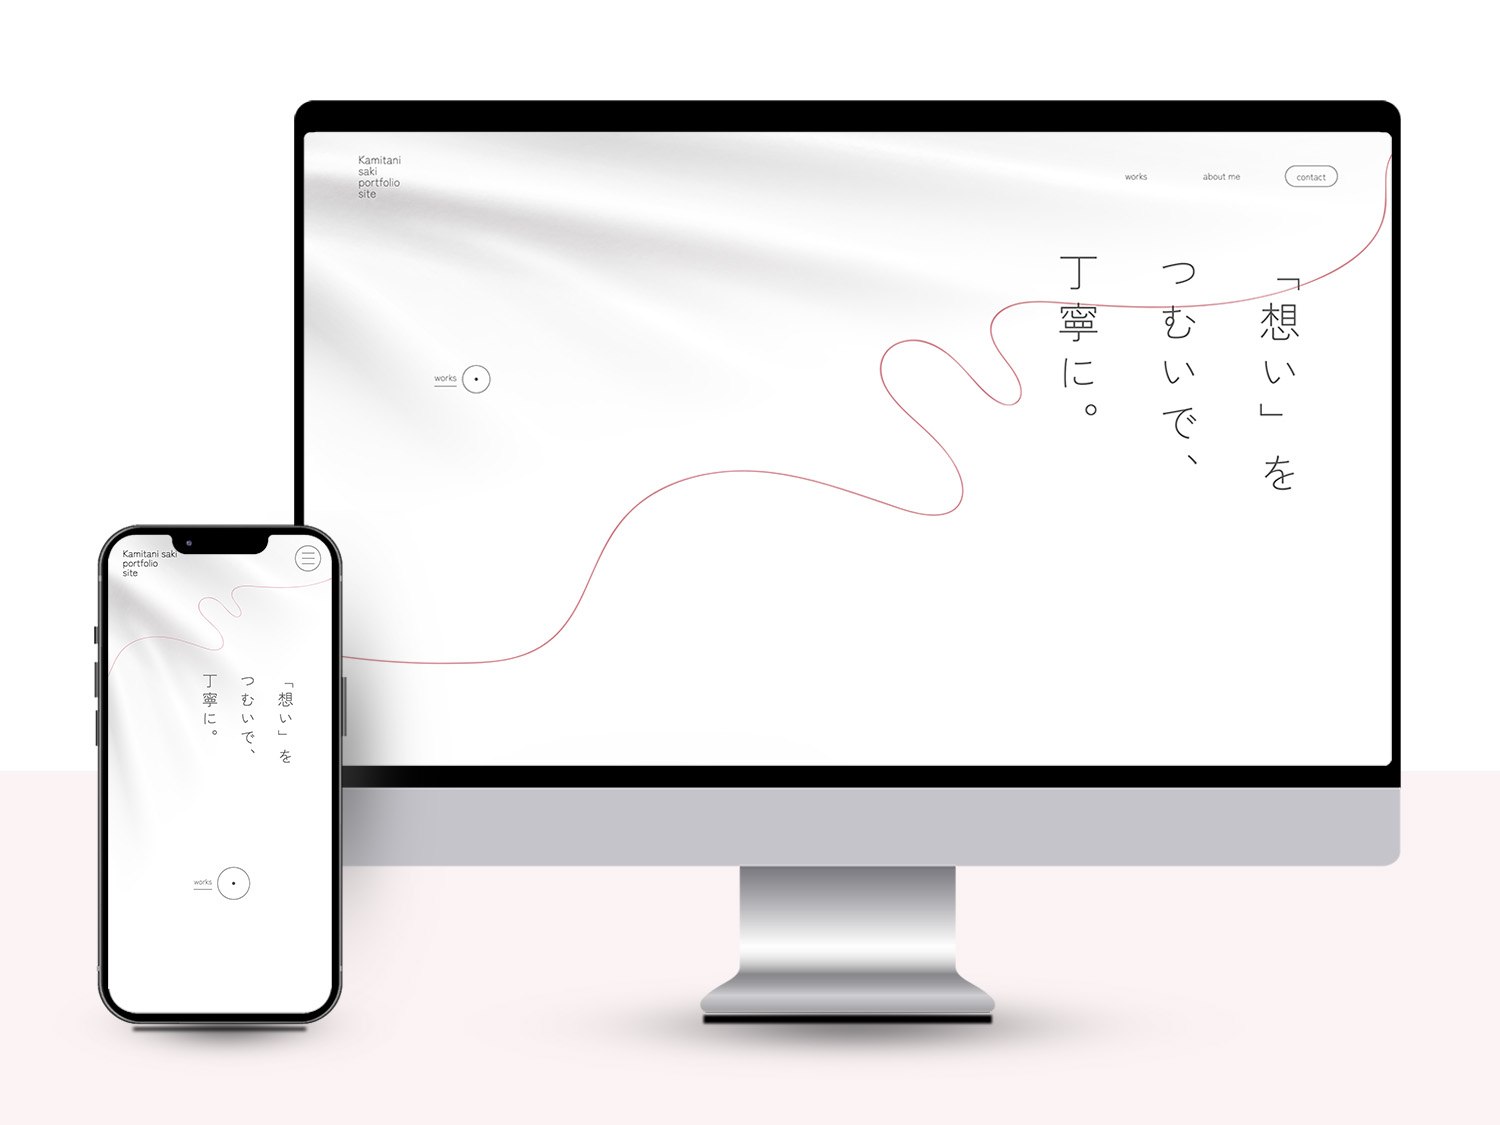 Kamitani
saki
portfolio
site
works
about me
contact
「想い」を
つむいで、
丁寧に。
works
Kamitani saki
portfolio
site
「想い」を
つむいで、
丁寧に。
works